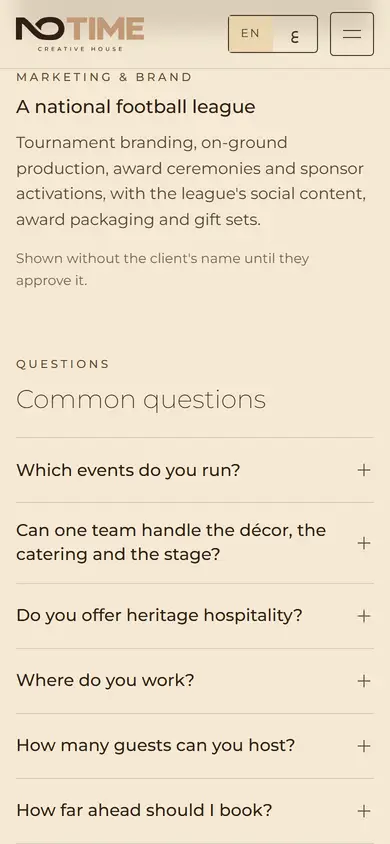 NOTIME
CREATIVE HOUSE
EN
ع
MARKETING & BRAND
A national football league
Tournament branding, on-ground
production, award ceremonies and sponsor
activations, with the league's social content,
award packaging and gift sets.
Shown without the client's name until they
approve it.
QUESTIONS
Common questions
Which events do you run?
Can one team handle the décor, the
catering and the stage?
Do you offer heritage hospitality?
Where do you work?
How many guests can you host?
How far ahead should I book?